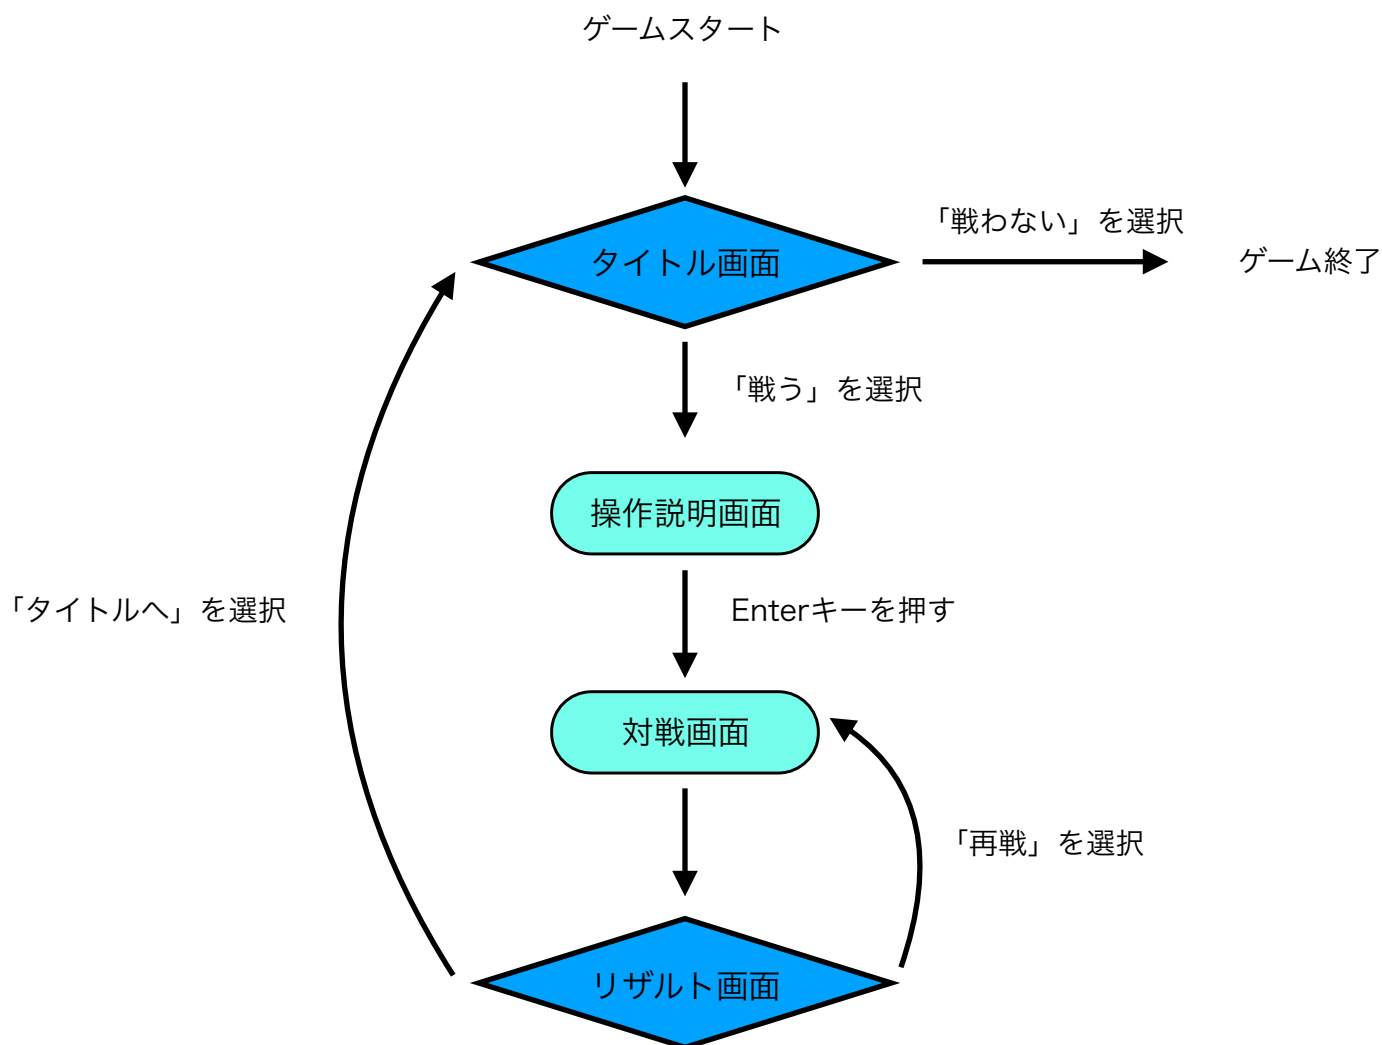 ゲームスタート
タイトル画面
「戦わない」を選択
ゲーム終了
「戦う」を選択
操作説明画面
「タイトルへ」を選択
Enterキーを押す
対戦画面
「再戦」を選択
リザルト画面